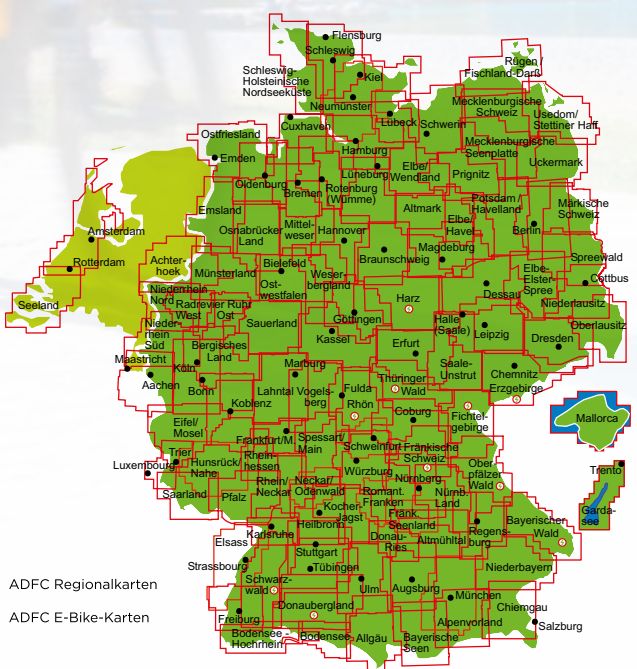 Flensburg
Schleswig
Schleswig-
Holsteinische
Nordseeküste
Kiel
Rügen /
Fischland-Darß
Neumünster
Mecklenburgische
Schweiz
Usedom/
Stettiner Haff
Cuxhaven
Lübeck
Schwerin
Ostfriesland
Hamburg
Mecklenburgische
Seenplatte
Emden
Uckermark
Oldenburg
Bremen
Rotenburg
(Wümme)
Lüneburg
Elbe/
Wendland
Prignitz
Emsland
Altmark
Potsdam /
Havelland
Märkische
Schweiz
Amsterdam
Osnabrücker
Land
Mittel-
weser
Hannover
Elbe/
Havel
Berlin
Rotterdam
Achter-
hoek
Münsterland
Bielefeld
Braunschweig
Magdeburg
Spreewald
Weser-
bergland
Elbe-
Elster-
Spree
Cottbus
Seeland
Niederrhein
Nord
Ost-
westfalen
Harz
Dessau
Niederlausitz
Radrevier Ruhr
West
Ost
Nieder-
rhein
Süd
Sauerland
Göttingen
Halle
(Saale)
Leipzig
Oberlausitz
Kassel
Dresden
Bergisches
Land
Erfurt
Maastricht
Köln
Marburg
Saale-
Unstrut
Chemnitz
Aachen
Bonn
Lahntal
Vogels-
berg
Fulda
Thüringer
Wald
Erzgebirge
Koblenz
Rhön
Coburg
Fichtel-
gebirge
Mallorca
Eifel/
Mosel
Frankfurt/M.
Spessart/
Main
Schweinfurt
Fränkische
Schweiz
Trier
Luxembourg
Hunsrück/
Nahe
Rhein-
hessen
Würzburg
Ober-
pfälzer
Wald
Trento
Saarland
Pfalz
Rhein/
Neckar
Neckar/
Odenwald
Romant.
Franken
Nürnberg
Nürnb.
Land
Garda-
see
Kocher-
Jagst
Heilbronn
Fränk.
Seenland
Karlsruhe
Donau-
Ries
Altmühltal
Regens-
burg
Bayerischer
Wald
Elsass
Stuttgart
Strassbourg
Tübingen
Niederbayern
Schwarz-
wald
Ulm
Augsburg
ADFC Regionalkarten
München
Donaubergland
Chiemgau
ADFC E-Bike-Karten
Freiburg
Alpenvorland
Salzburg
Bodensee -
Hochrhein
Bodensee
Allgäu
Bayerische
Seen